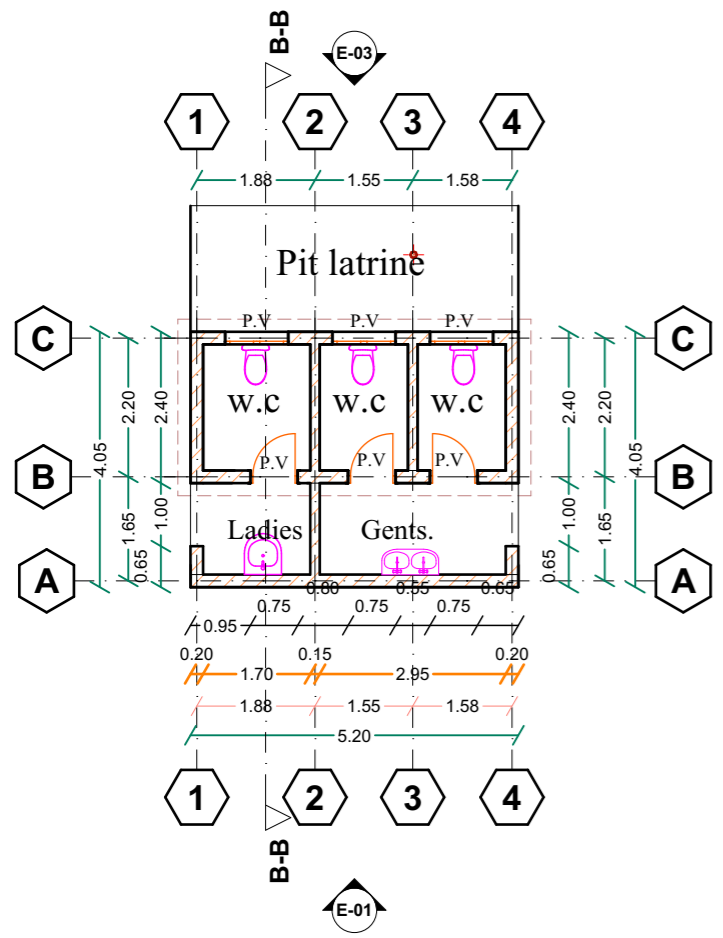 B-B
E-03
1 2 3 4
1.88 1.55 1.58
Pit latrine
P.V P.V P.V
C C
w.c w.c w.c
2.20 2.40 2.40 2.20
4.05 4.05
P.V P.V P.V
B B
Ladies Gents.
1.65 1.00 0.65 0.65 1.00 1.65
A A
0.80 0.55 0.65
0.75 0.75 0.75
0.95
0.20 0.15 0.20
1.70 2.95
1.88 1.55 1.58
5.20
1 2 3 4
B-B
E-01